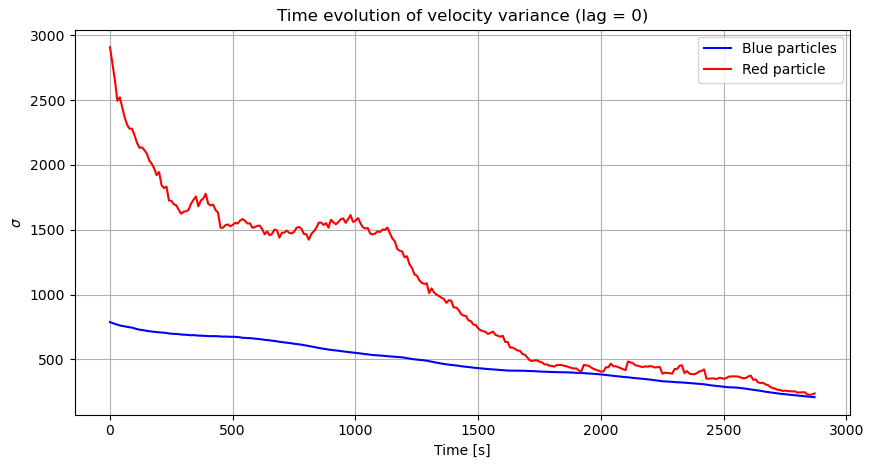 Time evolution of velocity variance (lag = 0)
3000
2500
2000
1500
1000
500
σ
Blue particles
Red particle
0 500 1000 1500 2000 2500 3000
Time [s]